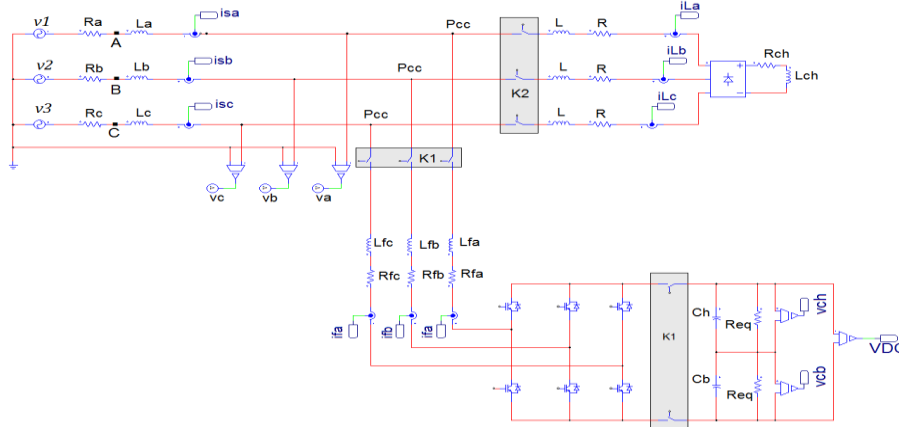 v1 Ra La isa Pcc L R iLa
A
v2 Rb Lb isb Pcc L R iLb Rch Lch
B K2
v3 Rc Lc isc Pcc L R iLc
C
K1
vc vb va
Lfc Lfb Lfa
Rfc Rfb Rfa
ifa ifb ifa
Ch Req vch
K1 VDC
Cb Req vcb